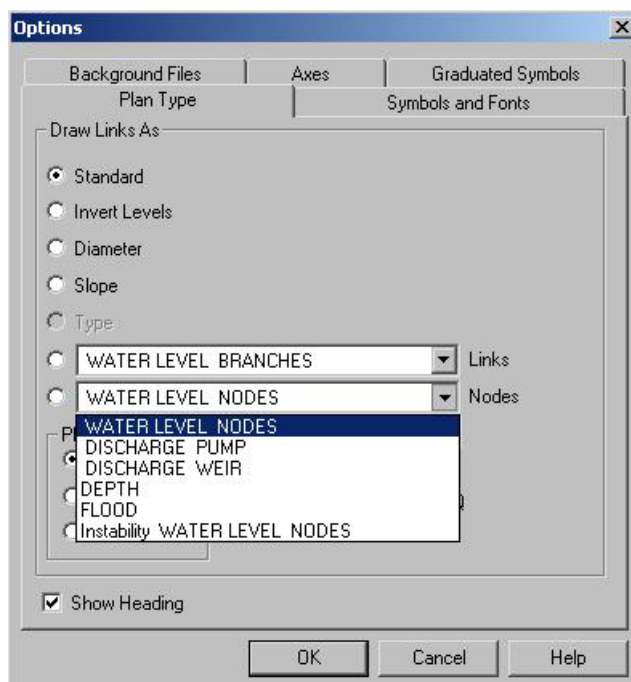 Options
Background Files Axes Graduated Symbols
Plan Type Symbols and Fonts
Draw Links As
Standard
Invert Levels
Diameter
Slope
Type
WATER LEVEL BRANCHES Links
WATER LEVEL NODES Nodes
WATER LEVEL NODES
DISCHARGE PUMP
DISCHARGE WEIR
DEPTH
FLOOD
Instability WATER LEVEL NODES
Show Heading
OK Cancel Help